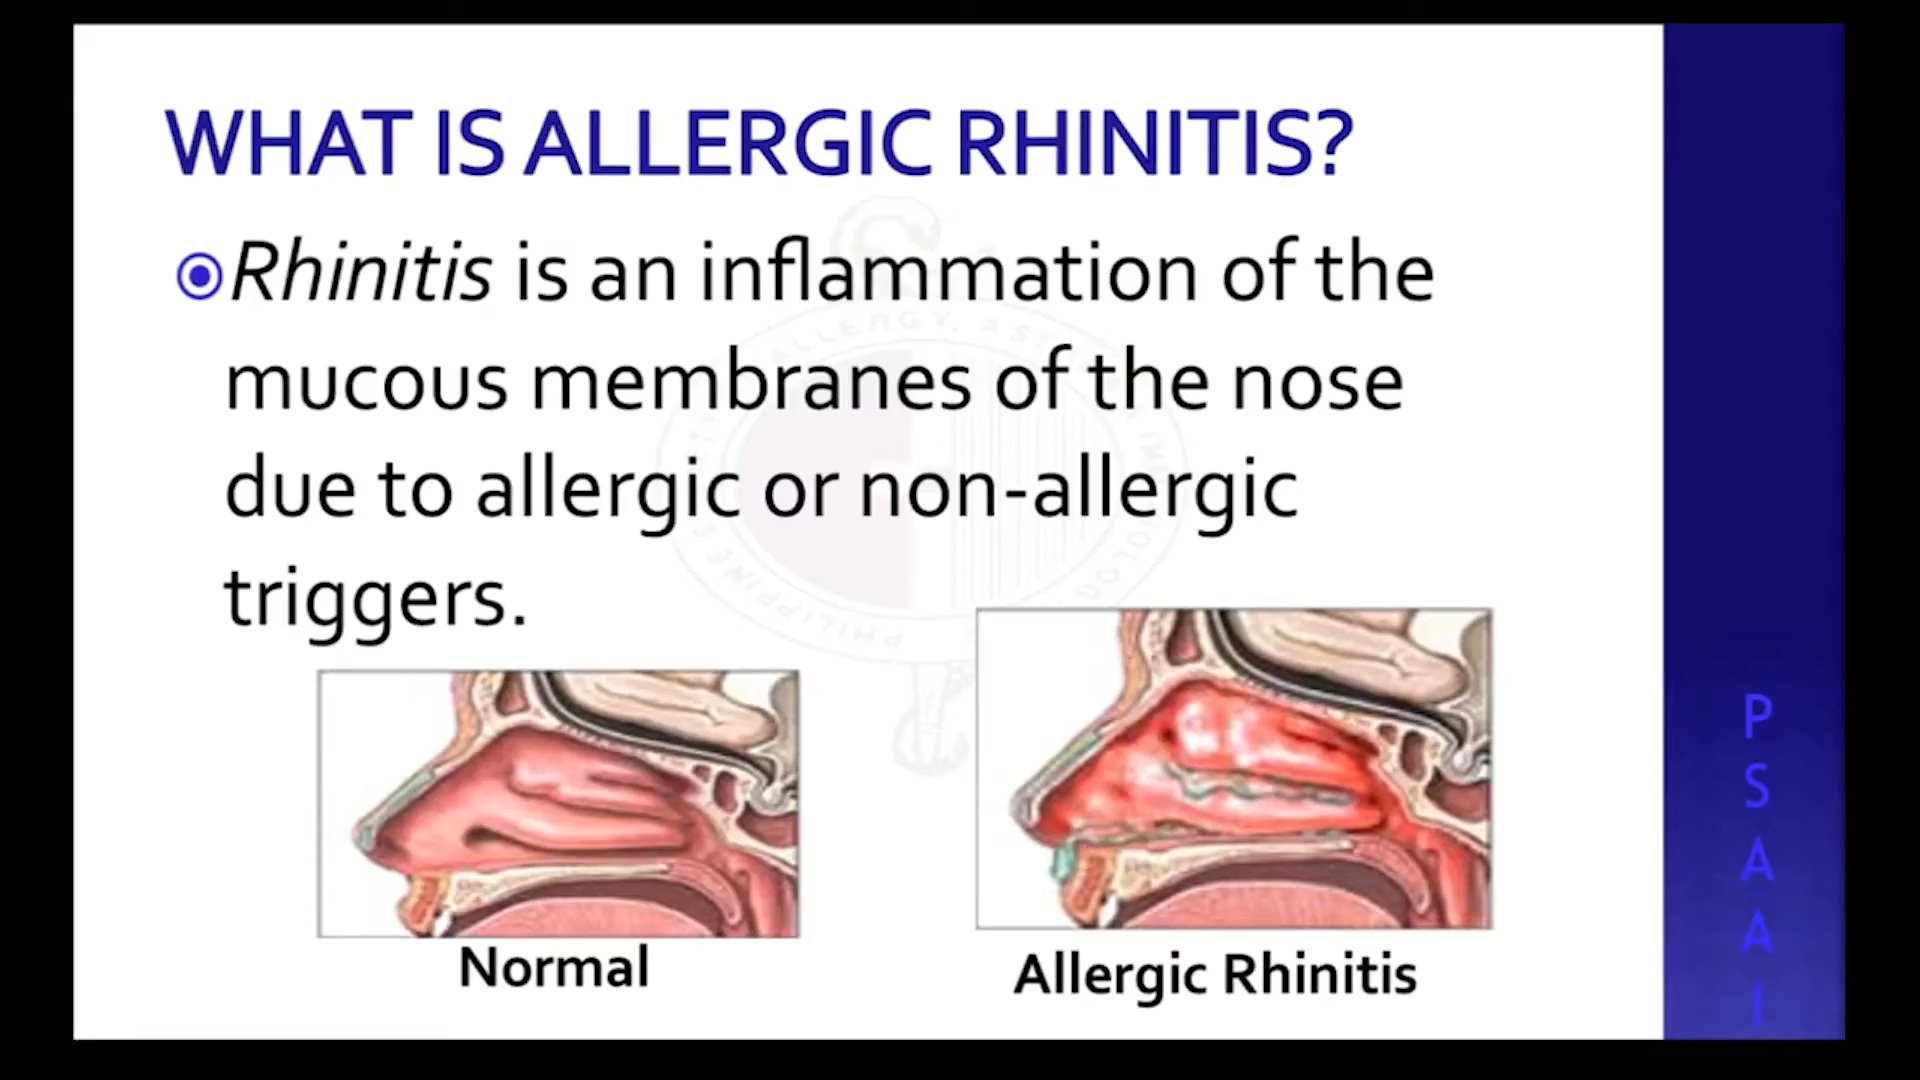 WHAT IS ALLERGIC RHINITIS?
Rhinitis is an inflammation of the
mucous membranes of the nose
due to allergic or non-allergic
triggers.
Normal
Allergic Rhinitis
P
S
A
A
I